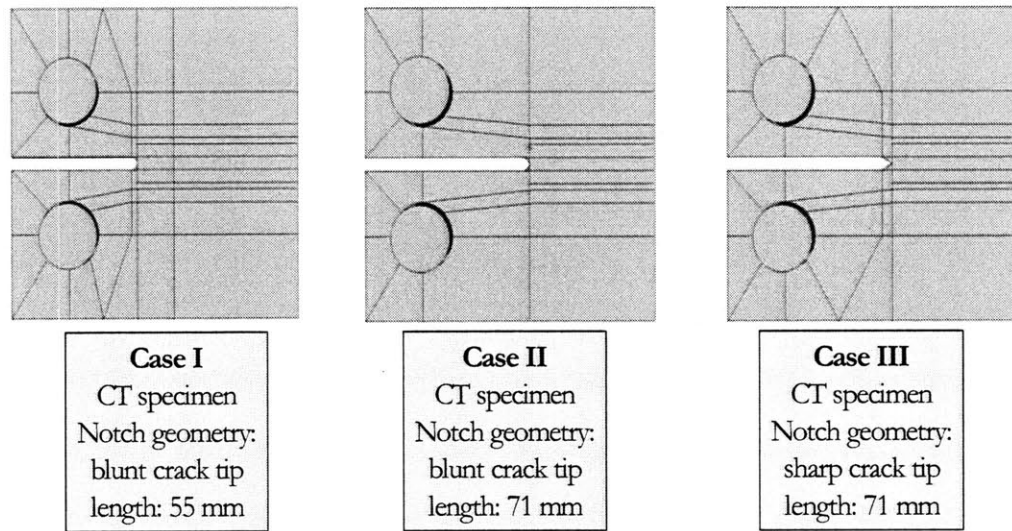 Case I
CT specimen
Notch geometry:
blunt crack tip
length: 55 mm
Case II
CT specimen
Notch geometry:
blunt crack tip
length: 71 mm
Case III
CT specimen
Notch geometry:
sharp crack tip
length: 71 mm